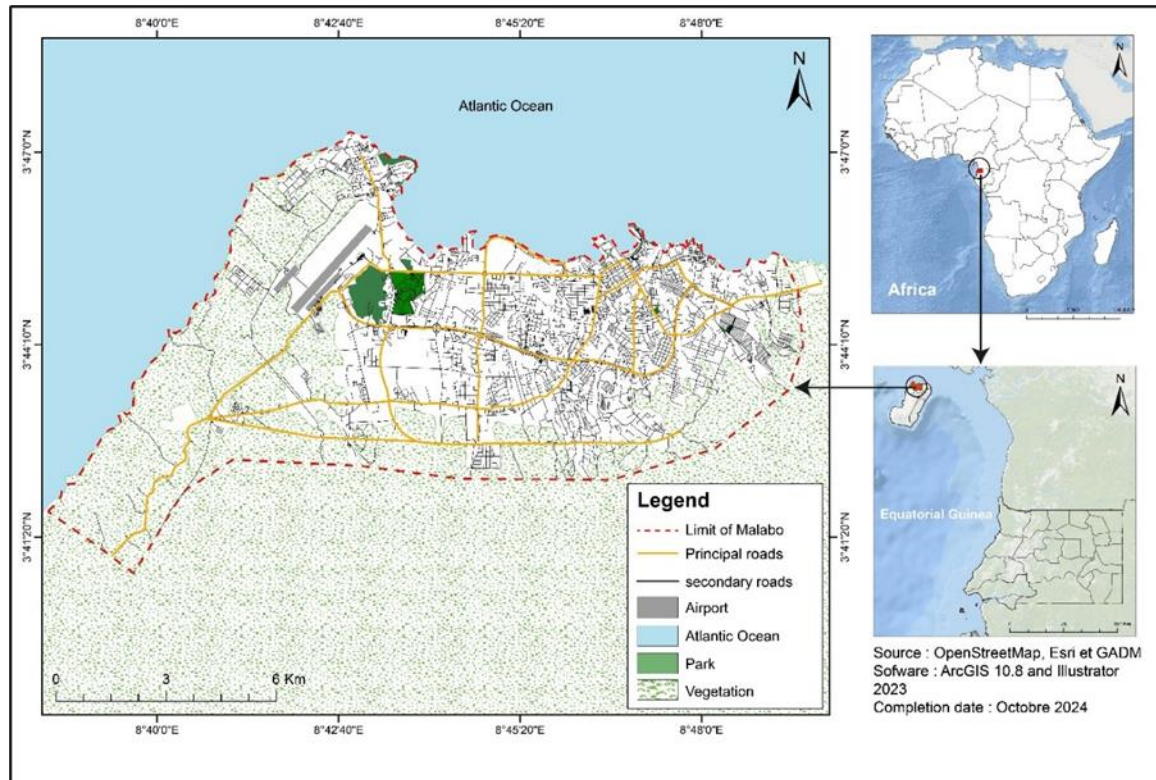 8°40'0"E
8°42'40"E
8°45'20"E
8°48'0"E
N
Atlantic Ocean
3°47'0"N
3°47'0"N
3°44'10"N
3°44'10"N
3°41'20"N
3°41'20"N
Legend
Limit of Malabo
Principal roads
secondary roads
Airport
Atlantic Ocean
Park
Vegetation
0 3 6 Km
8°40'0"E
8°42'40"E
8°45'20"E
8°48'0"E
N
Africa
N
Equatorial Guinea
Source : OpenStreetMap, Esri et GADM
Sofware : ArcGIS 10.8 and Illustrator
2023
Completion date : Octobre 2024